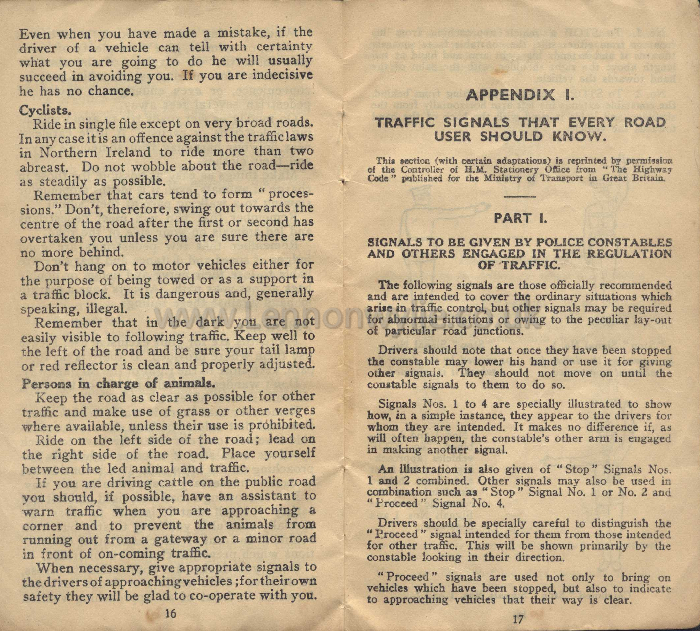 Even when you have made a mistake, if the
driver of a vehicle can tell with certainty
what you are going to do he will usually
succeed in avoiding you. If you are indecisive
he has no chance.
Cyclists.
Ride in single file except on very broad roads.
In any case it is an offence against the traffic laws
in Northern Ireland to ride more than two
abreast. Do not wobble about the road—ride
as steadily as possible.
Remember that cars tend to form "proces-
sions." Don't, therefore, swing out towards the
centre of the road after the first or second has
overtaken you unless you are sure there are
no more behind.
Don't hang on to motor vehicles either for
the purpose of being towed or as a support in
a traffic block. It is dangerous and, generally
speaking, illegal.
Remember that in the dark you are not
easily visible to following traffic. Keep well to
the left of the road and be sure your tail lamp
or red reflector is clean and properly adjusted.
Persons in charge of animals.
Keep the road as clear as possible for other
traffic and make use of grass or other verges
where available, unless their use is prohibited.
Ride on the left side of the road; lead on
the right side of the road. Place yourself
between the led animal and traffic.
If you are driving cattle on the public road
you should, if possible, have an assistant to
warn traffic when you are approaching a
corner and to prevent the animals from
running out from a gateway or a minor road
in front of on-coming traffic.
When necessary, give appropriate signals to
the drivers of approaching vehicles; for their own
safety they will be glad to co-operate with you.
16
APPENDIX I.
TRAFFIC SIGNALS THAT EVERY ROAD
USER SHOULD KNOW.
This section (with certain adaptations) is reprinted by permission
of the Controller of H.M. Stationery Office from "The Highway
Code" published for the Ministry of Transport in Great Britain.
PART I.
SIGNALS TO BE GIVEN BY POLICE CONSTABLES
AND OTHERS ENGAGED IN THE REGULATION
OF TRAFFIC.
The following signals are those officially recommended
and are intended to cover the ordinary situations which
arise in traffic control, but other signals may be required
for abnormal situations or owing to the peculiar lay-out
of particular road junctions.
Drivers should note that once they have been stopped
the constable may lower his hand or use it for giving
other signals. They should not move on until the
constable signals to them to do so.
Signals Nos. 1 to 4 are specially illustrated to show
how, in a simple instance, they appear to the drivers for
whom they are intended. It makes no difference if, as
will often happen, the constable's other arm is engaged
in making another signal.
An illustration is also given of "Stop" Signals Nos.
1 and 2 combined. Other signals may also be used in
combination such as "Stop" Signal No. 1 or No. 2 and
"Proceed" Signal No. 4.
Drivers should be specially careful to distinguish the
"Proceed" signal intended for them from those intended
for other traffic. This will be shown primarily by the
constable looking in their direction.
"Proceed" signals are used not only to bring on
vehicles which have been stopped, but also to indicate
to approaching vehicles that their way is clear.
17